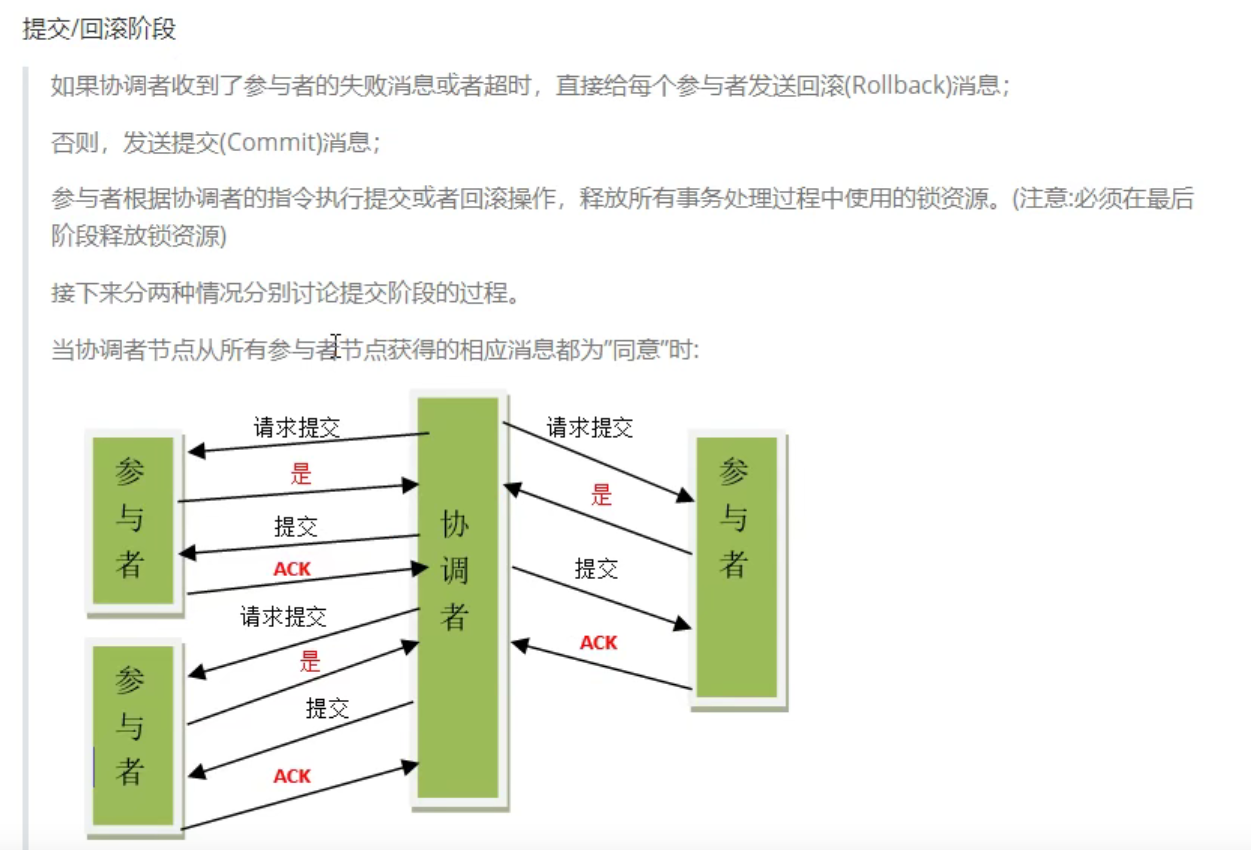 提交/回滚阶段
如果协调者收到了参与者的失败消息或者超时，直接给每个参与者发送回滚(Rollback)消息；
否则，发送提交(Commit)消息；
参与者根据协调者的指令执行提交或者回滚操作，释放所有事务处理过程中使用的锁资源。(注意:必须在最后
阶段释放锁资源)
接下来分两种情况分别讨论提交阶段的过程。
当协调者节点从所有参与者节点获得的相应消息都为”同意”时:
请求提交
是
提交
ACK
参与者
请求提交
是
提交
ACK
参与者
协调者
请求提交
是
提交
ACK
参与者